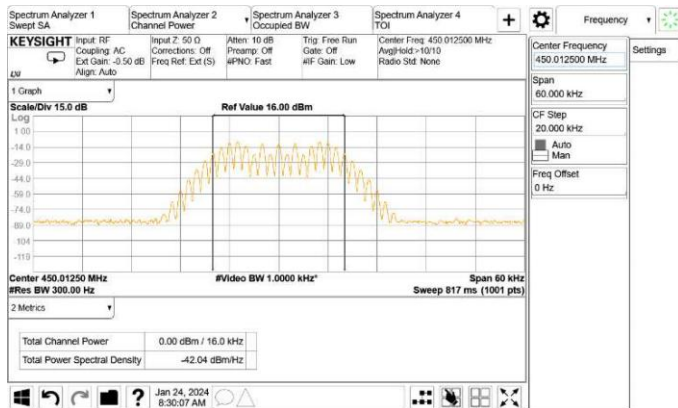 Spectrum Analyzer 1
Swept SA
Spectrum Analyzer 2
Channel Power
Spectrum Analyzer 3
Occupied BW
Spectrum Analyzer 4
TOI
+
Frequency
KEYSIGHT
Input: RF
Coupling: AC
Ext Gain: -0.50 dB
Align: Auto
Input Z: 50 Ω
Corrections: Off
Freq Ref: Ext (S)
Atten: 10 dB
Preamp: Off
#PNO: Fast
Trig: Free Run
Gate: Off
#IF Gain: Low
Center Freq: 450.012500 MHz
Avg|Hold:>10/10
Radio Std: None
LXI
Center Frequency
450.012500 MHz
Settings
Span
60.000 kHz
CF Step
20.000 kHz
Auto
Man
Freq Offset
0 Hz
1 Graph
Scale/Div 15.0 dB
Ref Value 16.00 dBm
Log
1.00
-14.0
-29.0
-44.0
-59.0
-74.0
-89.0
-104
-119
Center 450.01250 MHz
#Video BW 1.0000 kHz*
Span 60 kHz
#Res BW 300.00 Hz
Sweep 817 ms (1001 pts)
2 Metrics
Total Channel Power 0.00 dBm / 16.0 kHz
Total Power Spectral Density -42.04 dBm/Hz
?
Jan 24, 2024
8:30:07 AM